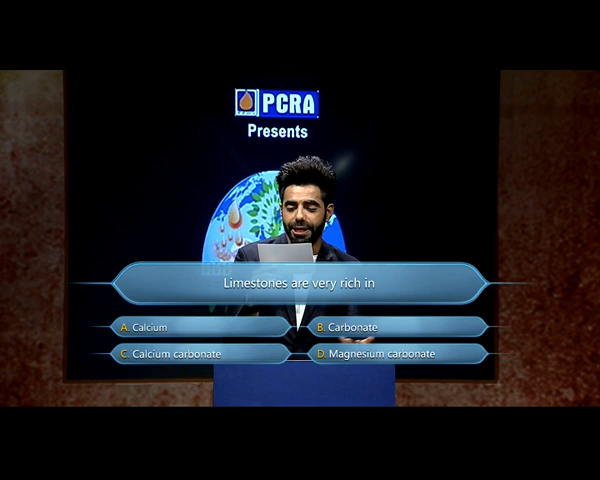 PCRA
Presents
Limestones are very rich in
A. Calcium
B. Carbonate
C. Calcium carbonate
D. Magnesium carbonate